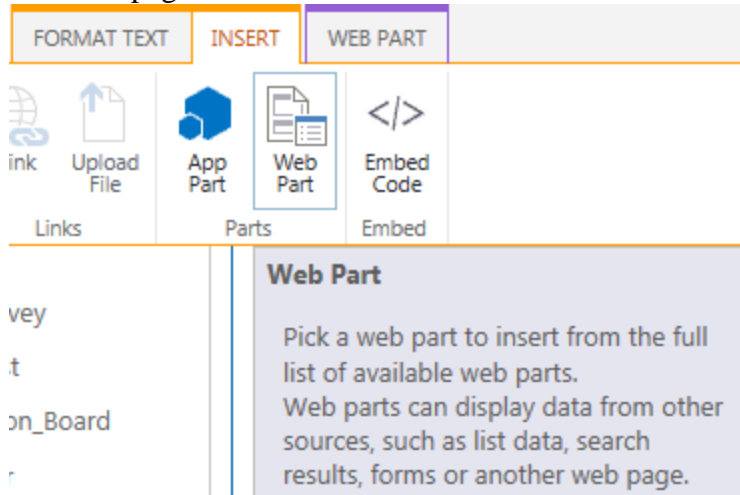 FORMAT TEXT INSERT WEB PART
ink Upload File App Part Web Part </> Embed Code
Links Parts Embed
Web Part
vey
Pick a web part to insert from the full
st
list of available web parts.
Web parts can display data from other
on_Board
sources, such as list data, search
r
results, forms or another web page.